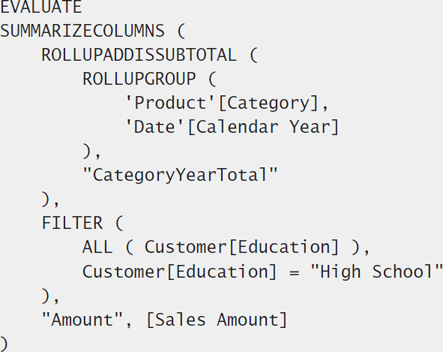 EVALUATE
SUMMARIZECOLUMNS (
    ROLLUPADDISSUBTOTAL (
        ROLLUPGROUP (
            'Product'[Category],
            'Date'[Calendar Year]
        ),
        "CategoryYearTotal"
    ),
    FILTER (
        ALL ( Customer[Education] ),
        Customer[Education] = "High School"
    ),
    "Amount", [Sales Amount]
)